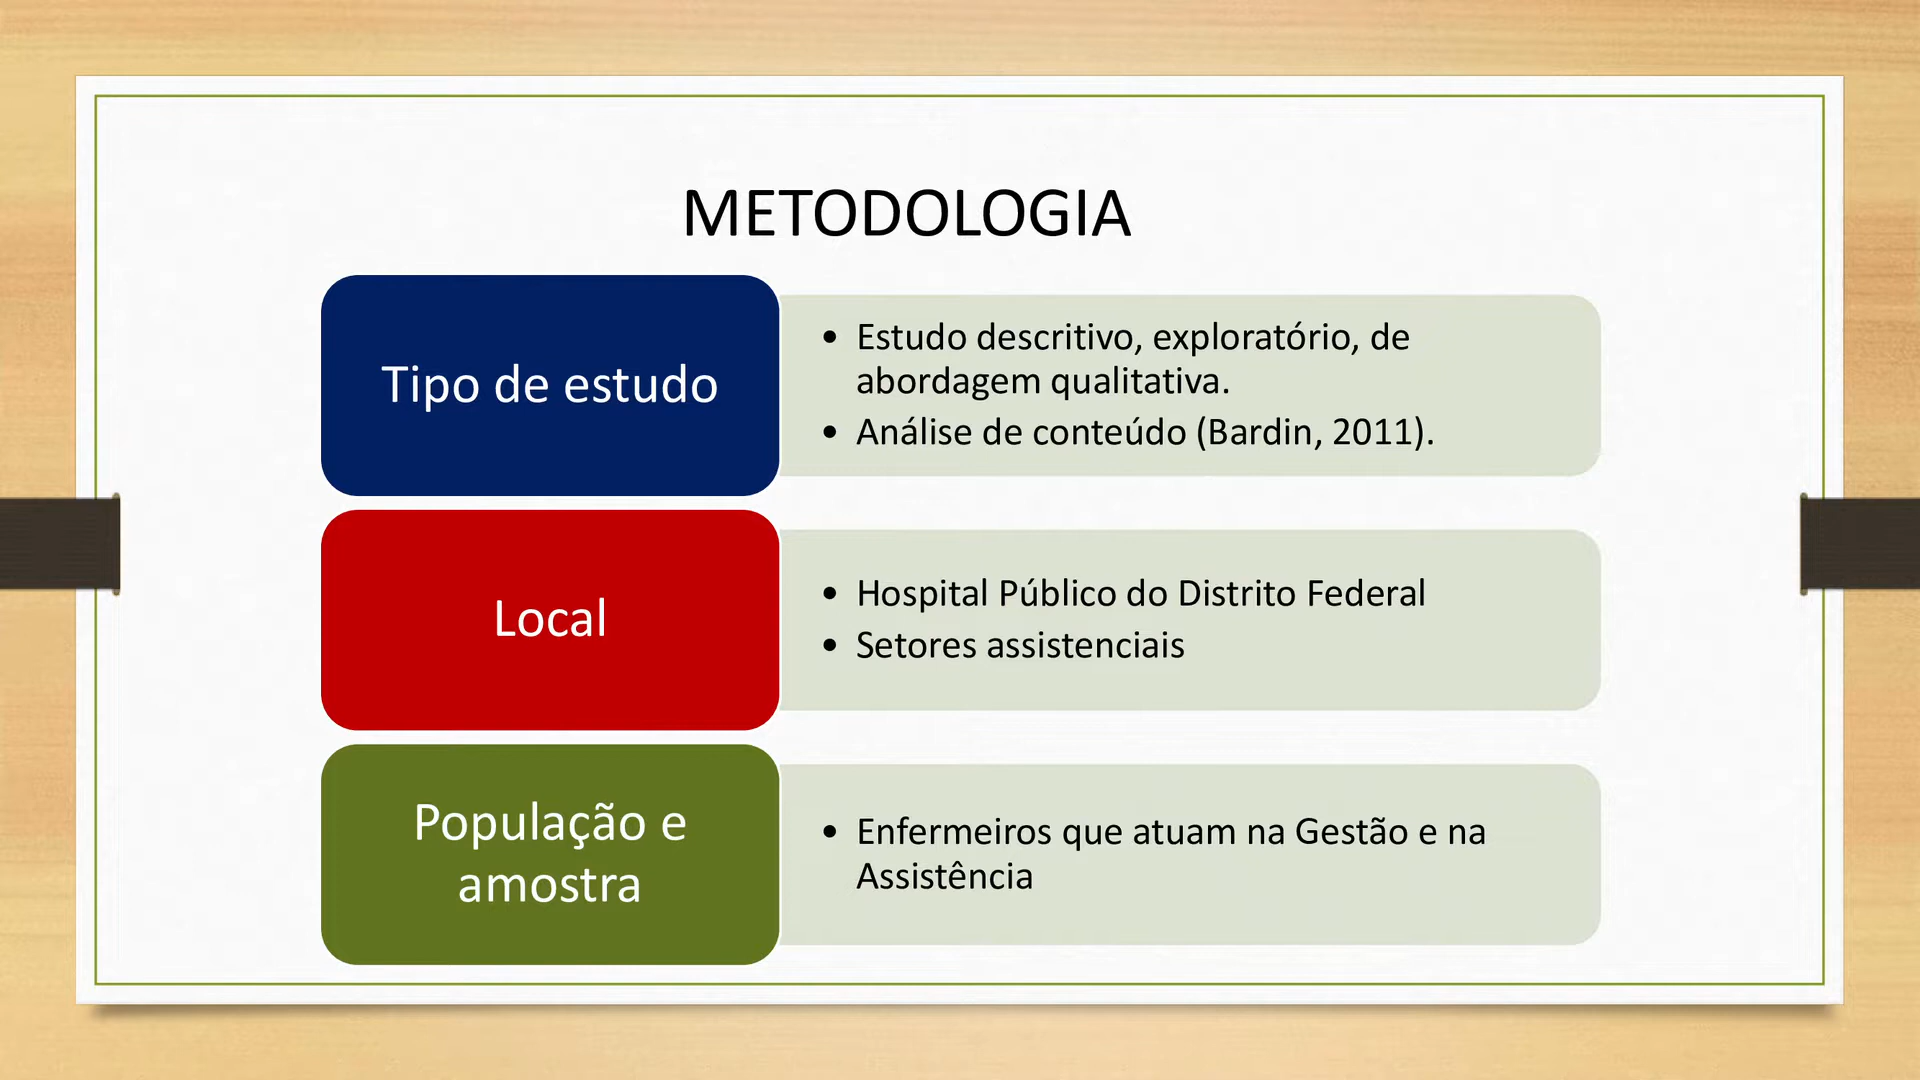 METODOLOGIA
Tipo de estudo
• Estudo descritivo, exploratório, de
abordagem qualitativa.
• Análise de conteúdo (Bardin, 2011).
Local
• Hospital Público do Distrito Federal
• Setores assistenciais
População e
amostra
• Enfermeiros que atuam na Gestão e na
Assistência